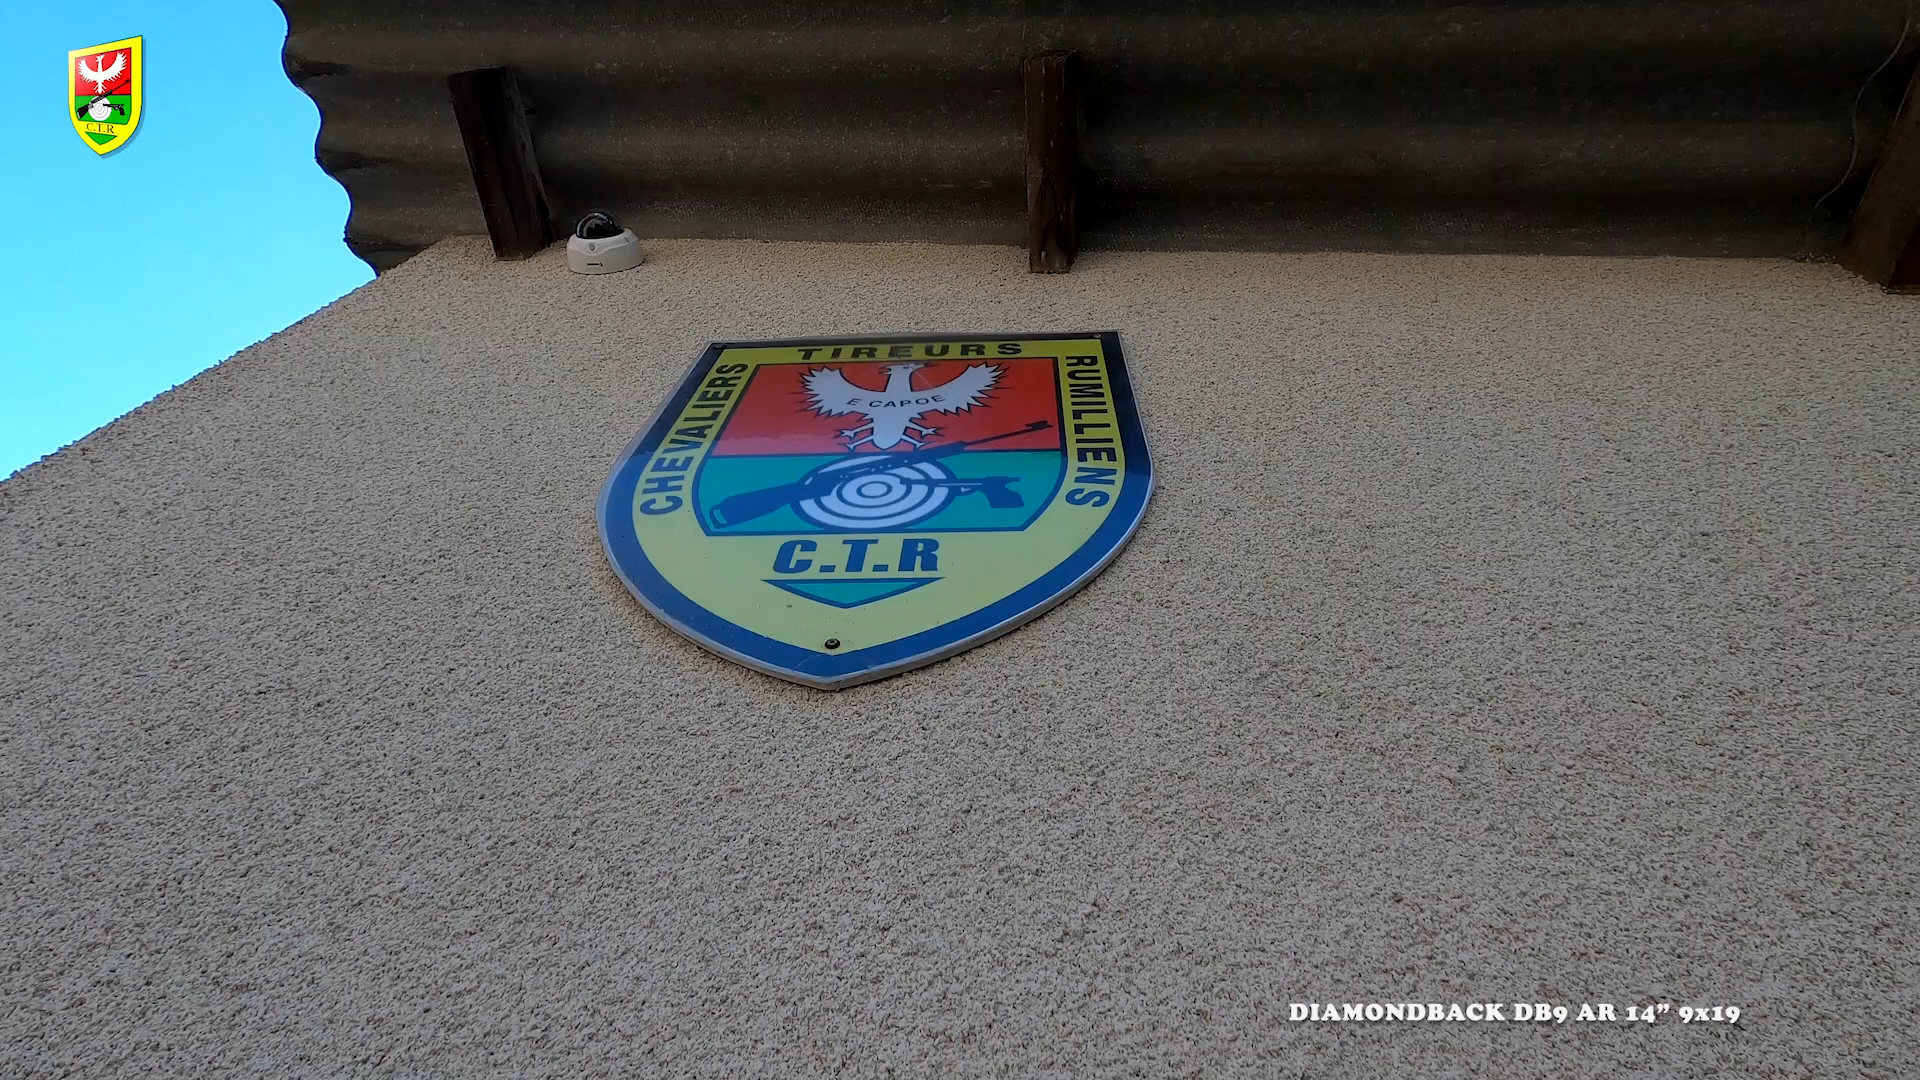 C.T.R
CHEVALIERS
TIREURS
RUMILLIENS
E CAPOE
C.T.R
DIAMONDBACK DB9 AR 14” 9x19